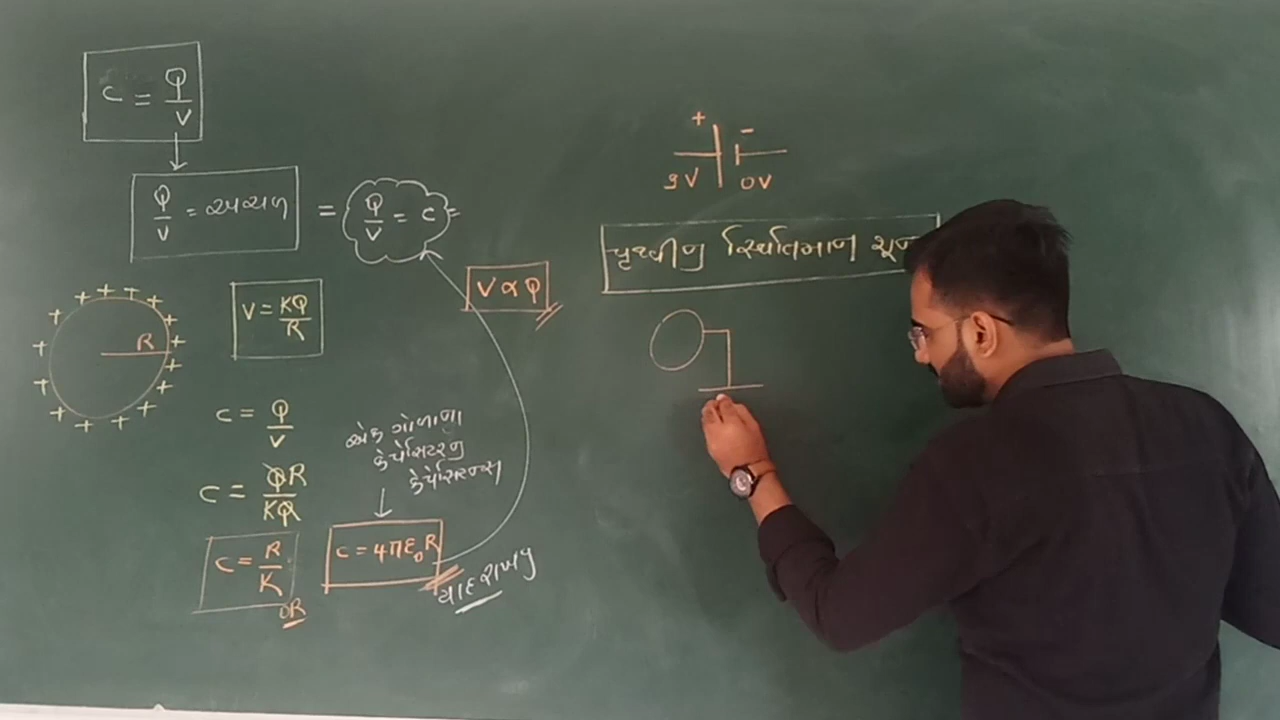 C = Q/V
Q/V = અચળ = Q/V = C =
V ∝ Q
+ + + + + + + + + + + + + + + +
R
V = KQ/R
C = Q/V
C = QR/KQ
C = R/K
OR
એક ગોળાના
કેપેસિટરનુ
કેપેસિટન્સ
C = 4πε₀R
યાદ રાખવુ
+ -
9V 0V
પૃથ્વીનુ સ્થિતિમાન